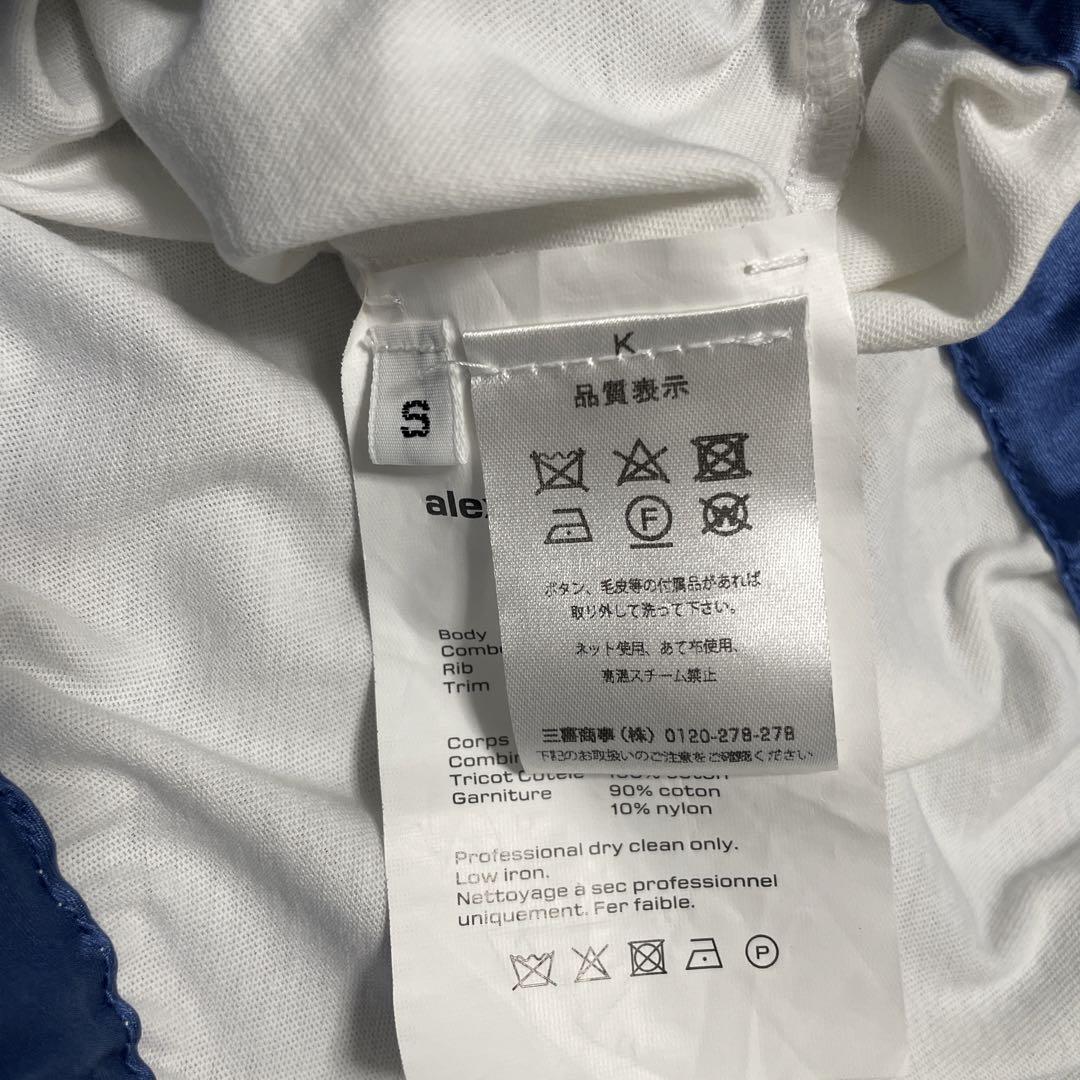 K
品質表示
S
F
W
ボタン、毛皮等の付属品があれば
取り外して洗って下さい。
ネット使用、あて布使用、
高温スチーム禁止
三喜商事(株) 0120-278-278
下記のお取扱いのご注意をご確認ください
Body
Rib
Trim
Corps
Tricot
Garniture 90% coton
10% nylon
Professional dry clean only.
Low iron.
Nettoyage à sec professionnel
uniquement. Fer faible.
P